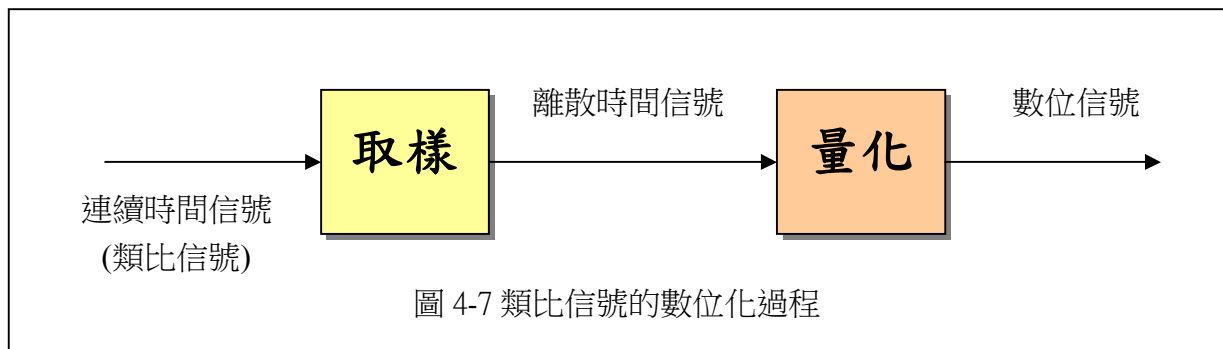 離散時間信號
數位信號
取樣
量化
連續時間信號
(類比信號)
圖 4-7 類比信號的數位化過程